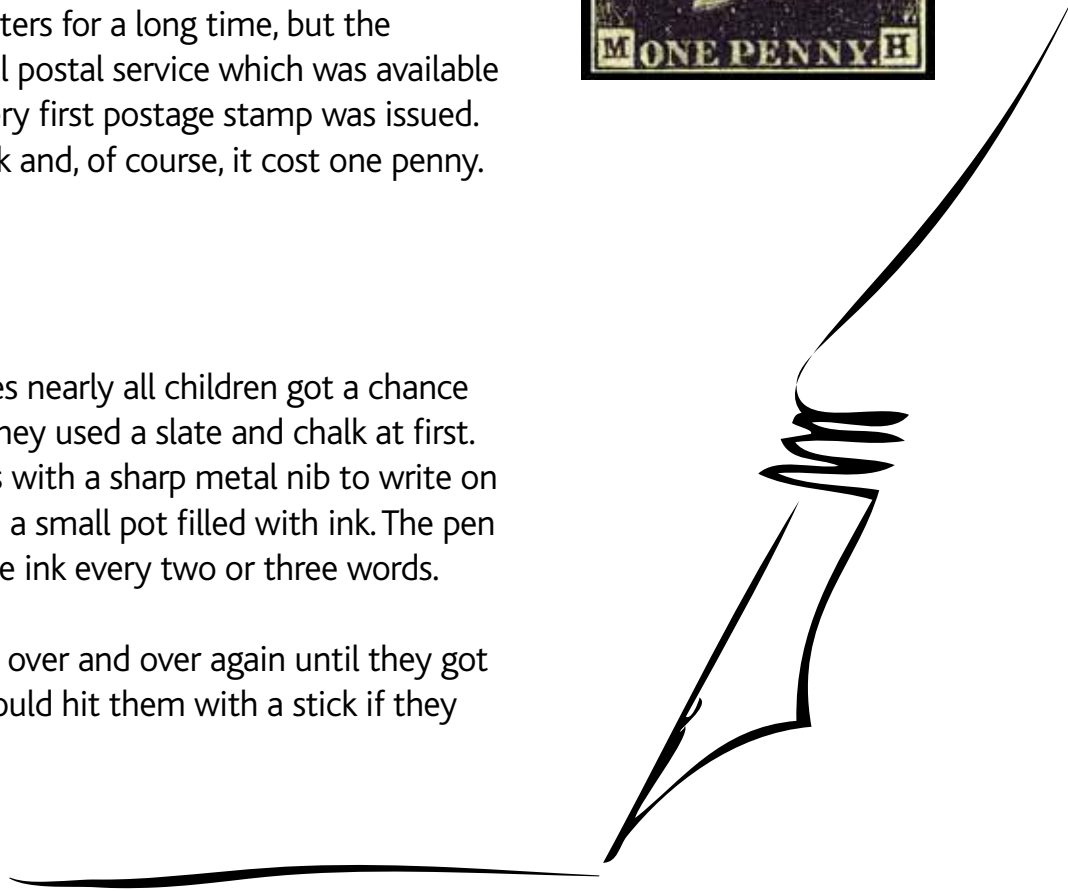 ters for a long time, but the
l postal service which was available
ry first postage stamp was issued.
k and, of course, it cost one penny.
M ONE PENNY. H
es nearly all children got a chance
hey used a slate and chalk at first.
s with a sharp metal nib to write on
a small pot filled with ink. The pen
e ink every two or three words.
over and over again until they got
ould hit them with a stick if they